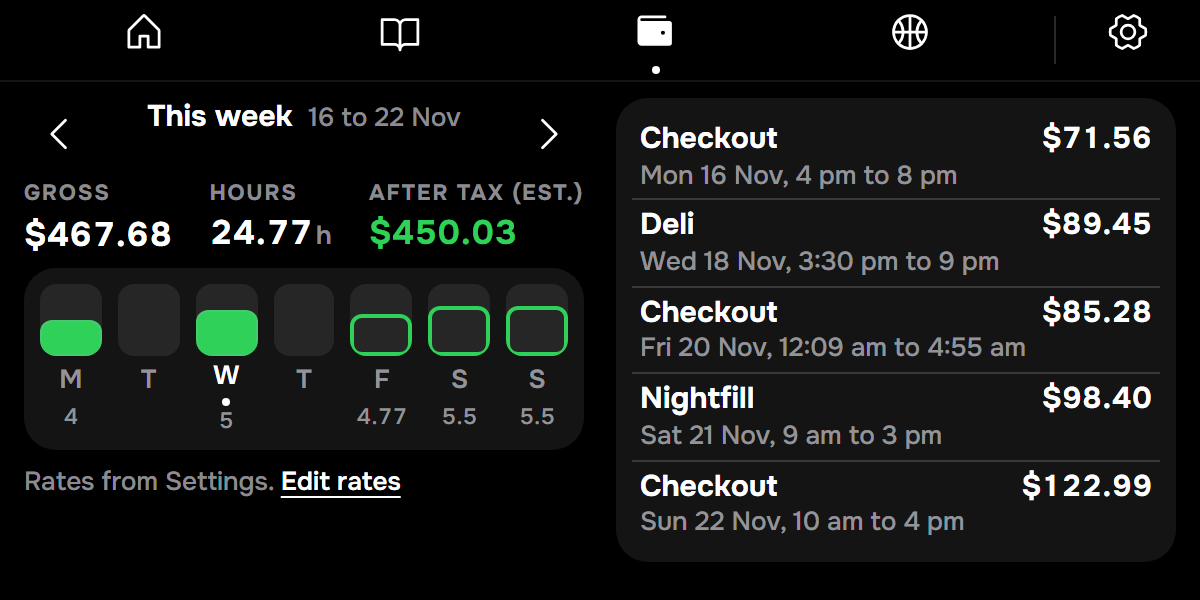 This week 16 to 22 Nov
GROSS HOURS AFTER TAX (EST.)
$467.68 24.77h $450.03
M T W T F S S
4 5 4.77 5.5 5.5
Rates from Settings. Edit rates
Checkout $71.56
Mon 16 Nov, 4 pm to 8 pm
Deli $89.45
Wed 18 Nov, 3:30 pm to 9 pm
Checkout $85.28
Fri 20 Nov, 12:09 am to 4:55 am
Nightfill $98.40
Sat 21 Nov, 9 am to 3 pm
Checkout $122.99
Sun 22 Nov, 10 am to 4 pm